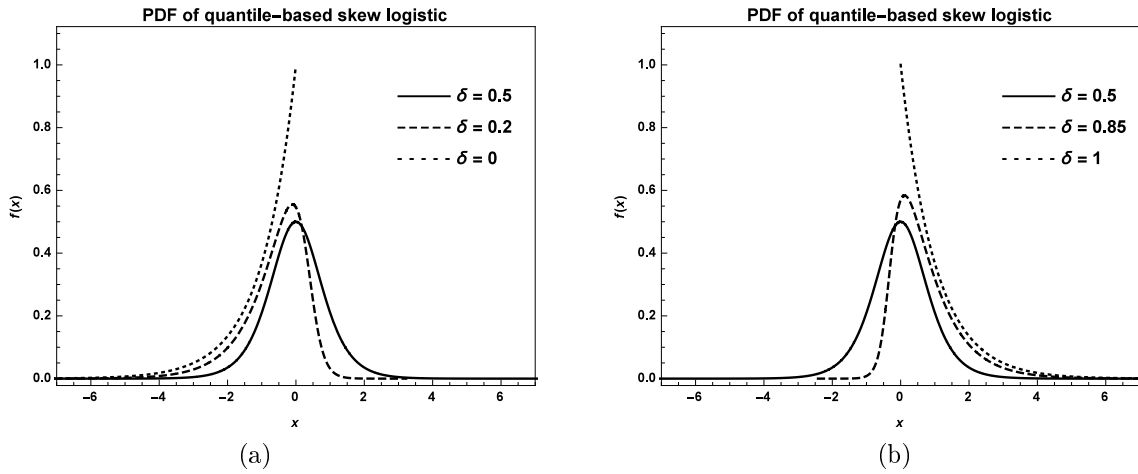 PDF of quantile–based skew logistic
1.0
0.8
0.6
0.4
0.2
0.0
f(x)
δ = 0.5
δ = 0.2
δ = 0
−6 −4 −2 0 2 4 6
x
(a)
PDF of quantile–based skew logistic
1.0
0.8
0.6
0.4
0.2
0.0
f(x)
δ = 0.5
δ = 0.85
δ = 1
−6 −4 −2 0 2 4 6
x
(b)